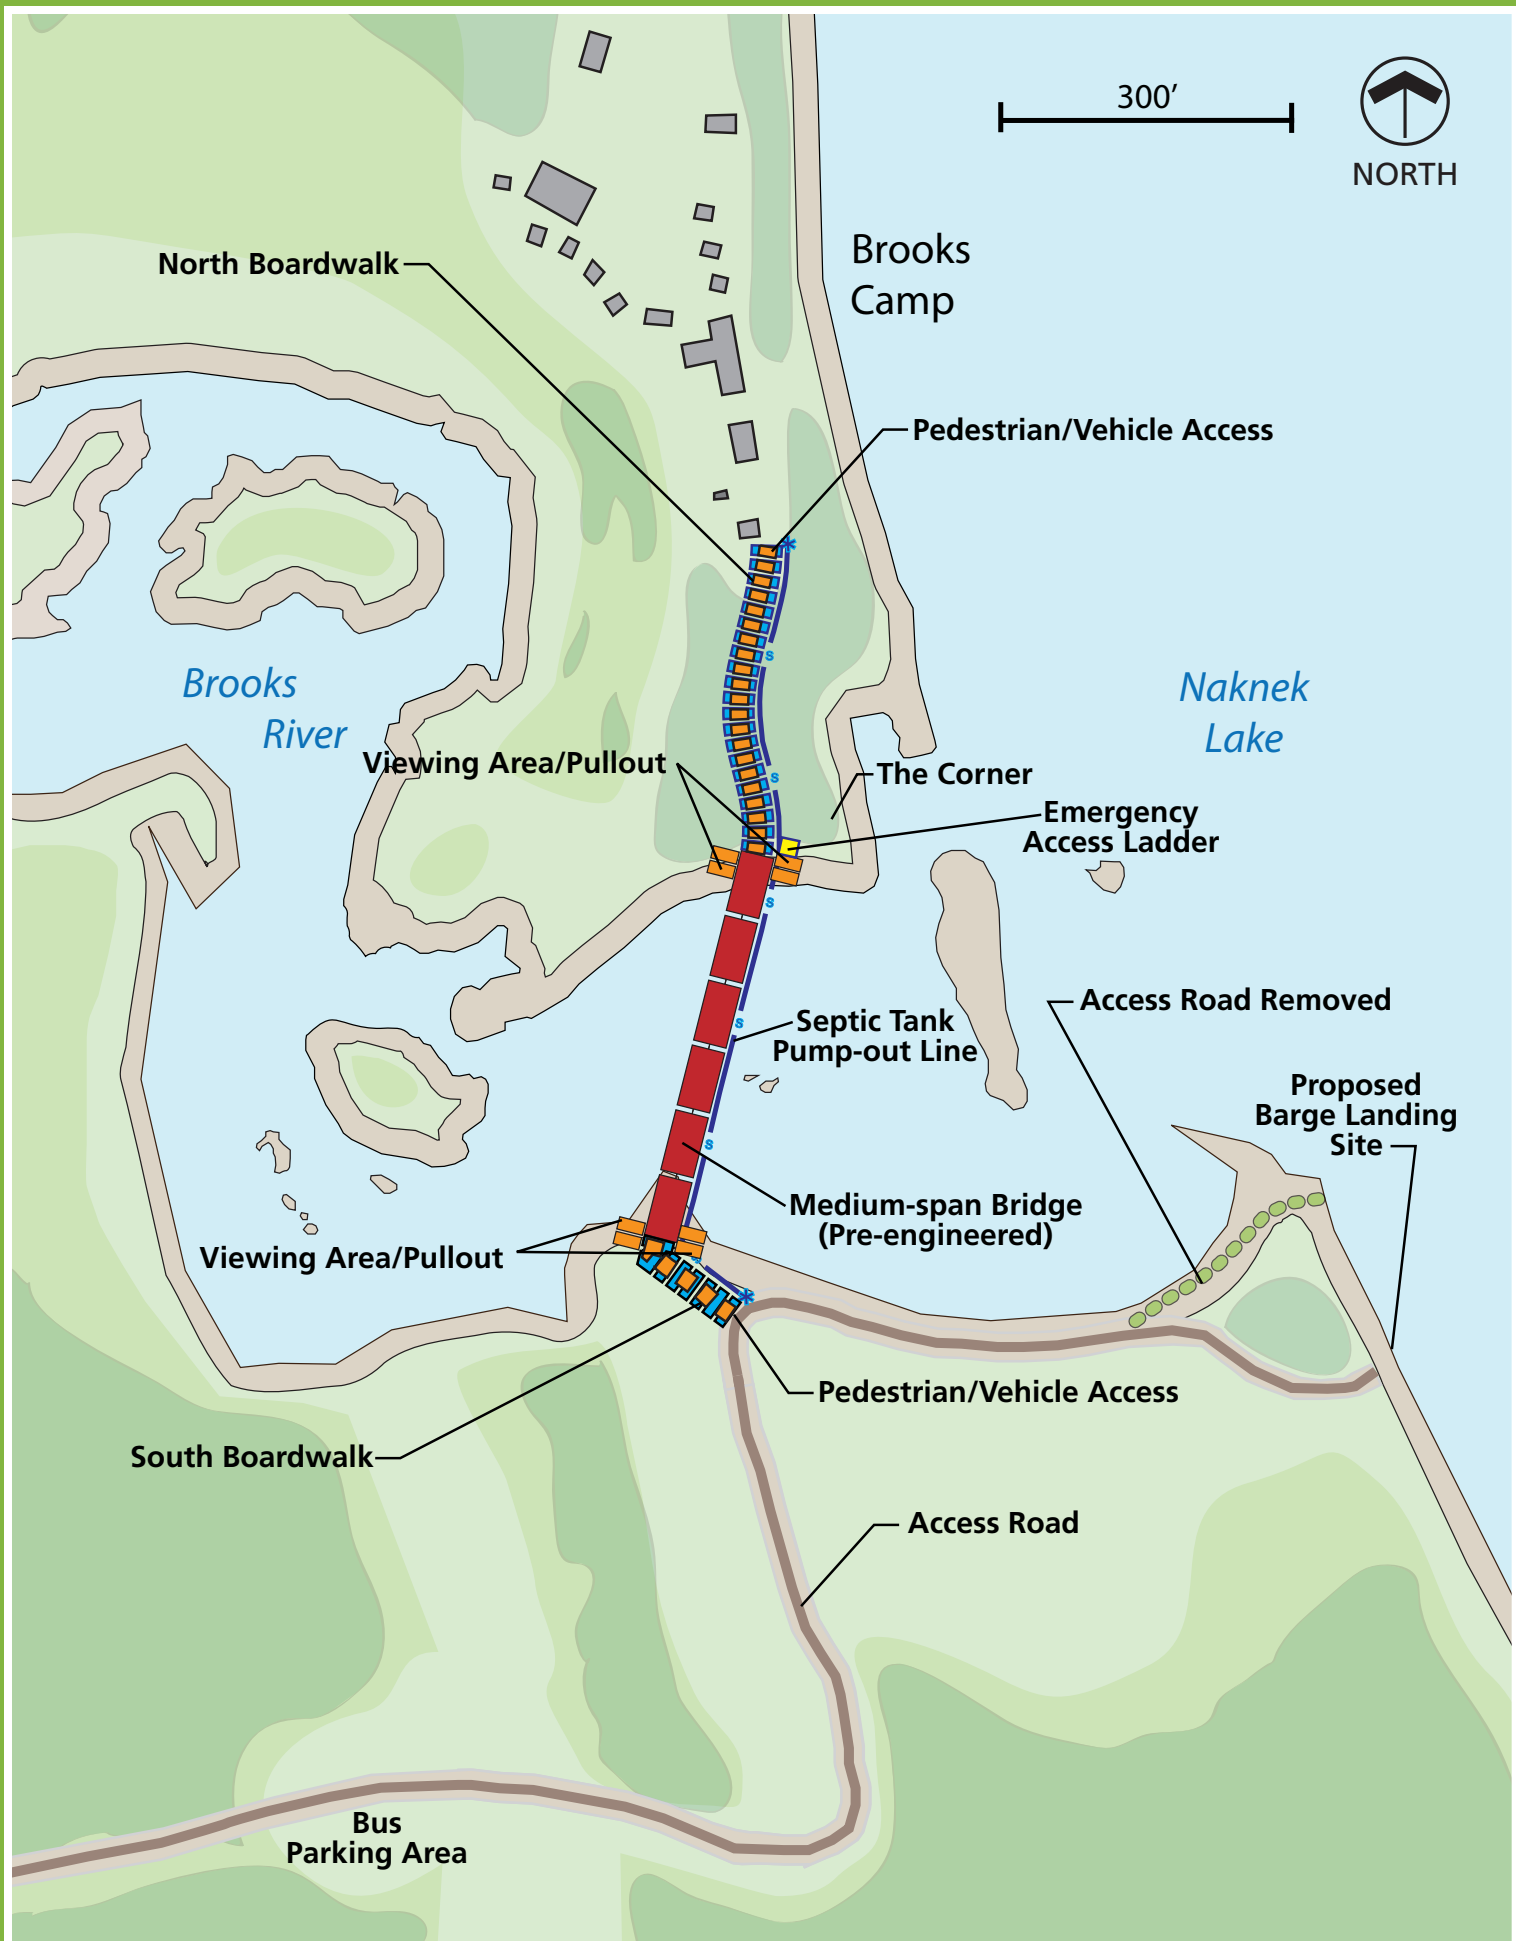 300’
NORTH
Brooks
Camp
North Boardwalk
Pedestrian/Vehicle Access
Brooks
River
Naknek
Lake
Viewing Area/Pullout
The Corner
Emergency
Access Ladder
Access Road Removed
Septic Tank
Pump-out Line
Proposed
Barge Landing
Site
Medium-span Bridge
(Pre-engineered)
Viewing Area/Pullout
Pedestrian/Vehicle Access
South Boardwalk
Access Road
Bus
Parking Area
s
s
s
s
s